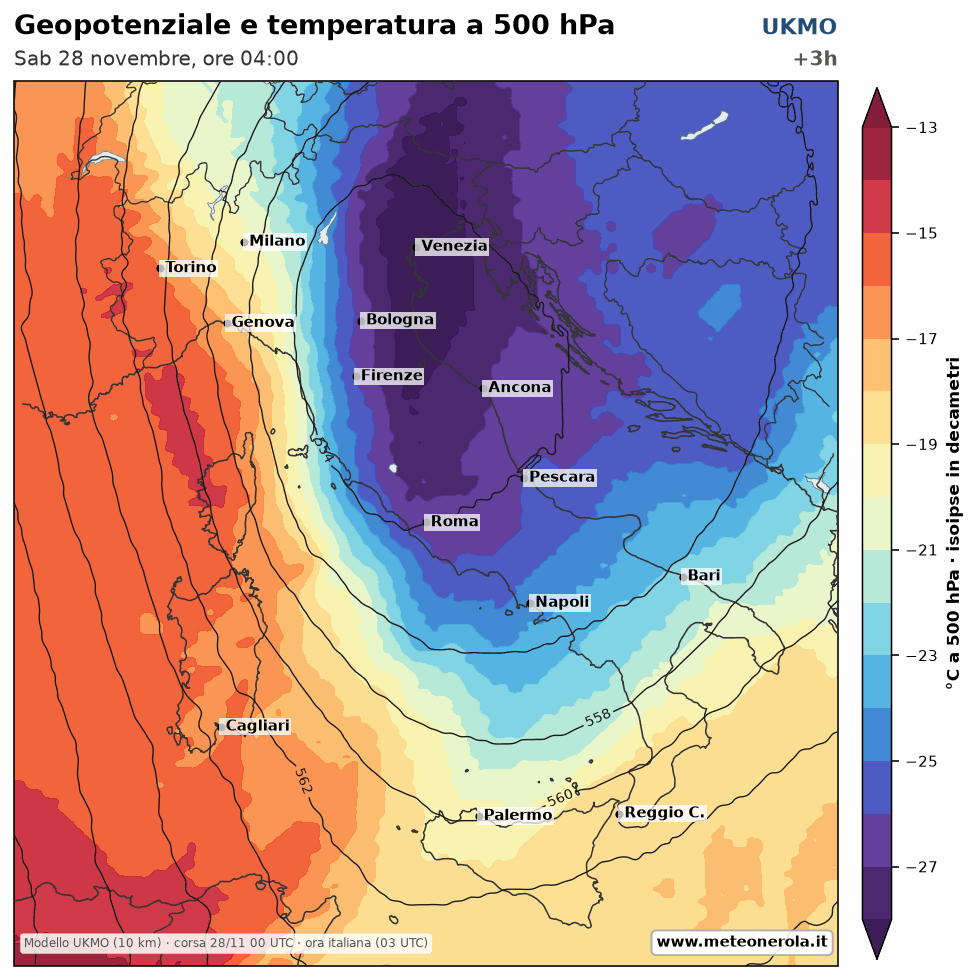 Geopotenziale e temperatura a 500 hPa
UKMO
Sab 28 novembre, ore 04:00
+3h
Milano
Venezia
Torino
Genova
Bologna
Firenze
Ancona
554
Pescara
Roma
Bari
Napoli
558
Cagliari
562
560
Palermo
Reggio C.
−13
−15
−17
−19
−21
−23
−25
−27
°C a 500 hPa · isoipse in decametri
Modello UKMO (10 km) · corsa 28/11 00 UTC · ora italiana (03 UTC)
www.meteonerola.it